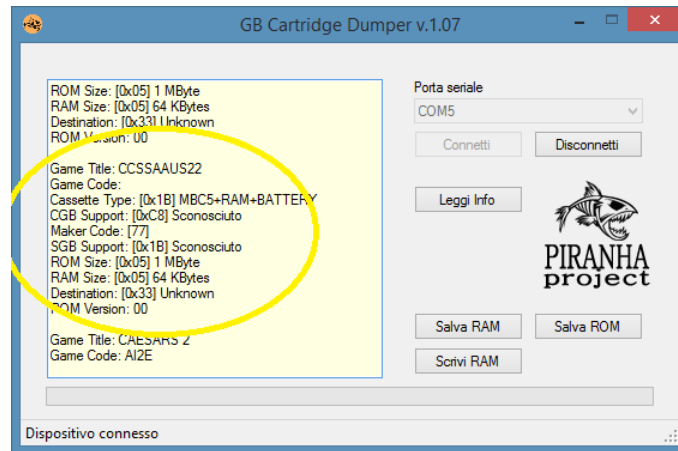 GB Cartridge Dumper v.1.07
ROM Size: [0x05] 1 MByte
RAM Size: [0x05] 64 KBytes
Destination: [0x33] Unknown
ROM Version: 00
Game Title: CCSSAAUS22
Game Code:
Cassette Type: [0x1B] MBC5+RAM+BATTERY
CGB Support: [0xC8] Sconosciuto
Maker Code: [77]
SGB Support: [0x1B] Sconosciuto
ROM Size: [0x05] 1 MByte
RAM Size: [0x05] 64 KBytes
Destination: [0x33] Unknown
ROM Version: 00
Game Title: CAESARS 2
Game Code: AI2E
Porta seriale
COM5
Connetti
Disconnetti
Leggi Info
PIRANHA
project
Salva RAM
Salva ROM
Scrivi RAM
Dispositivo connesso